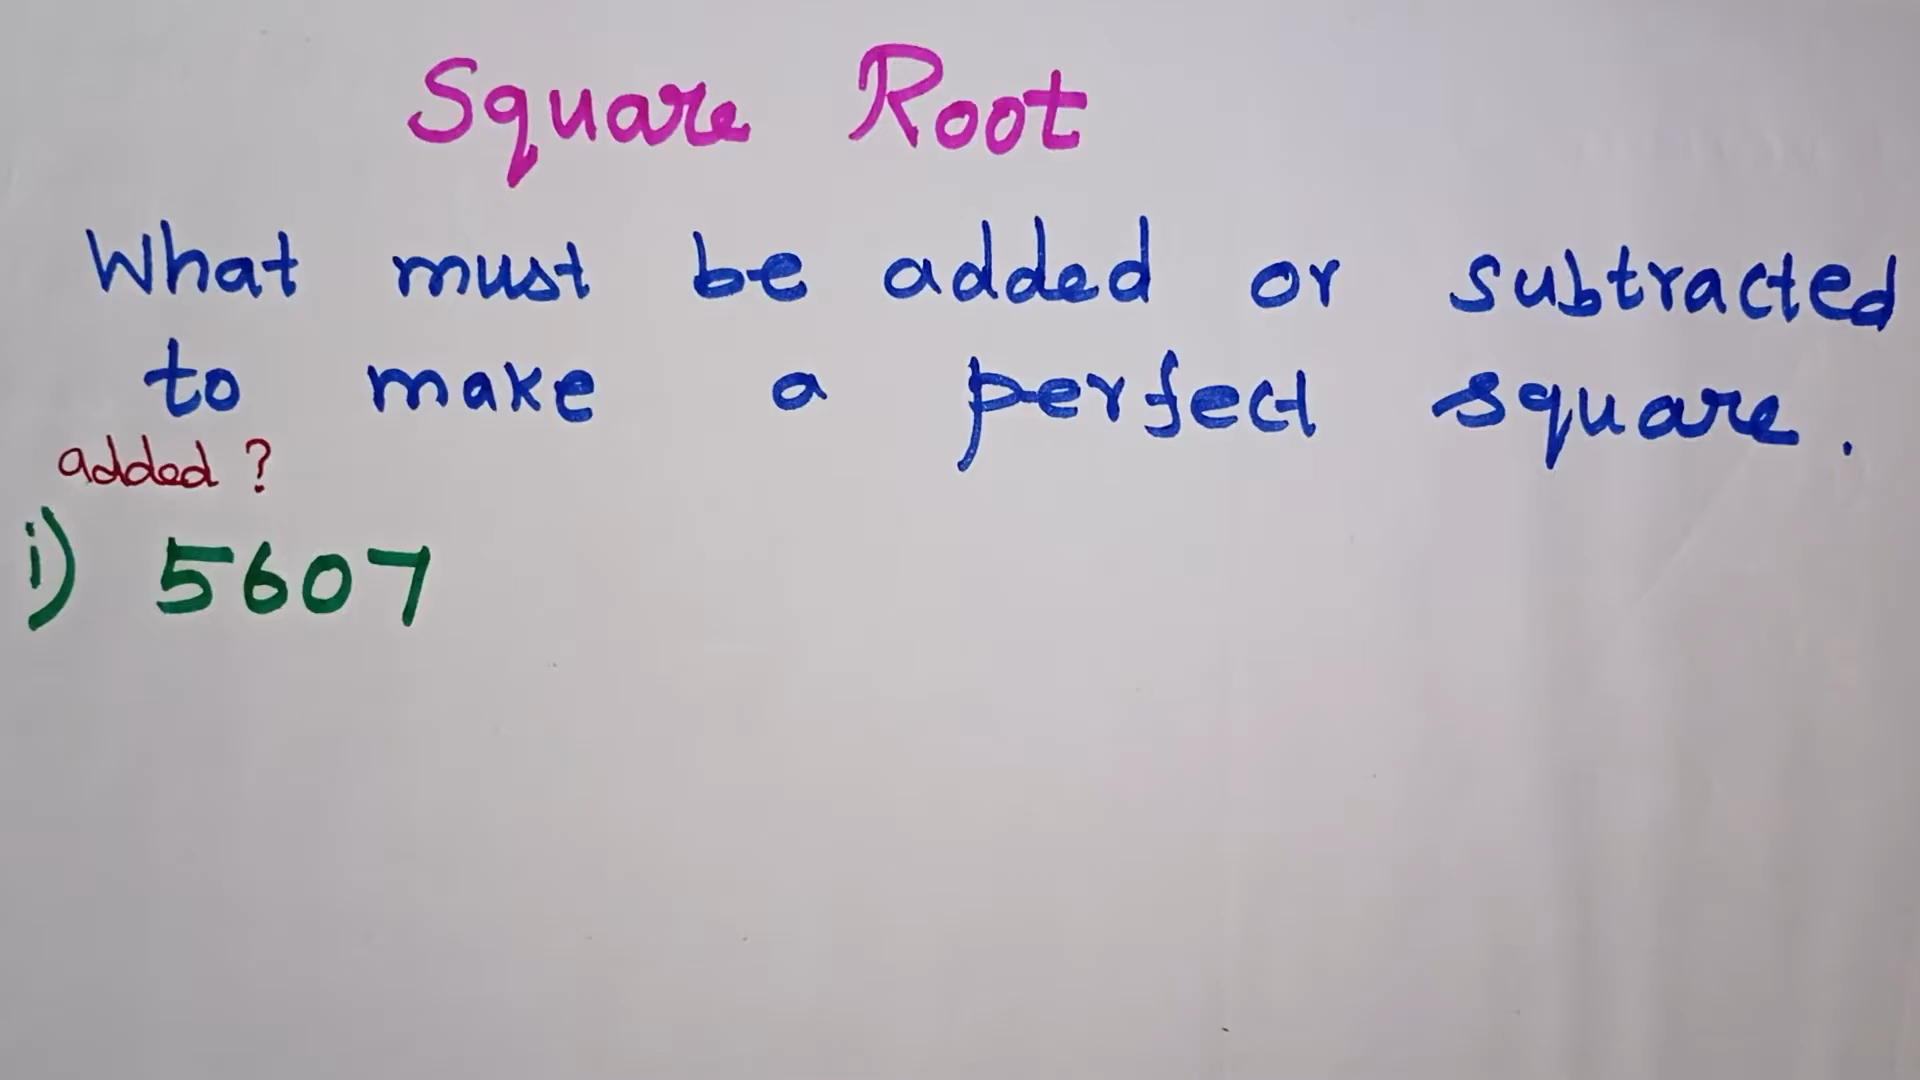 Square Root
What must be added or subtracted
to make a perfect square.
added ?
i) 5607